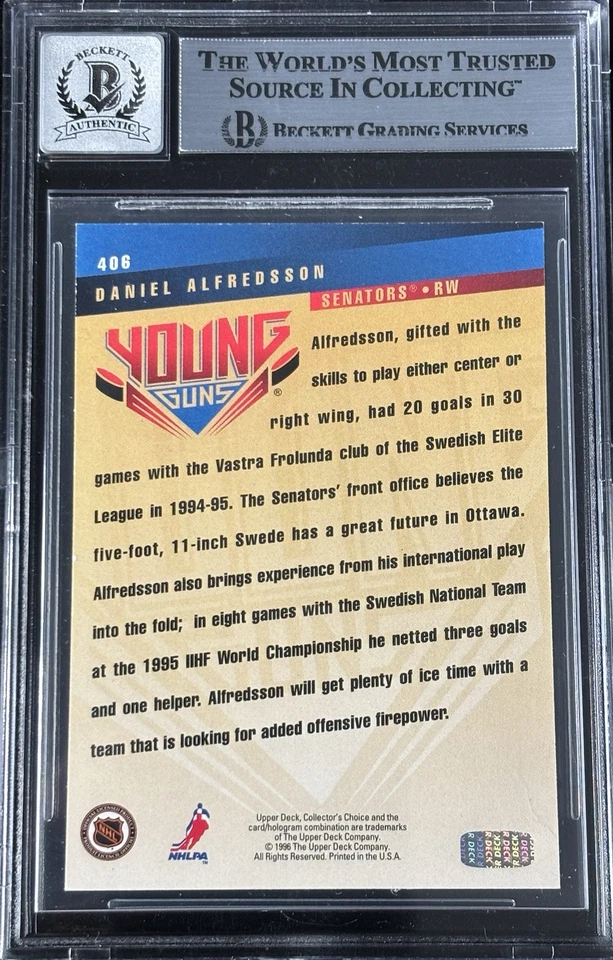 BECKETT
B
AUTHENTIC
THE WORLD'S MOST TRUSTED
SOURCE IN COLLECTING™
B BECKETT GRADING SERVICES
406
DANIEL ALFREDSSON
SENATORS® • RW
YOUNG
GUNS®
Alfredsson, gifted with the
skills to play either center or
right wing, had 20 goals in 30
games with the Vastra Frolunda club of the Swedish Elite
League in 1994-95. The Senators' front office believes the
five-foot, 11-inch Swede has a great future in Ottawa.
Alfredsson also brings experience from his international play
into the fold; in eight games with the Swedish National Team
at the 1995 IIHF World Championship he netted three goals
and one helper. Alfredsson will get plenty of ice time with a
team that is looking for added offensive firepower.
NHL
NHLPA™
Upper Deck, Collector's Choice and the
card/hologram combination are trademarks
of The Upper Deck Company.
© 1996 The Upper Deck Company.
All Rights Reserved. Printed in the U.S.A.